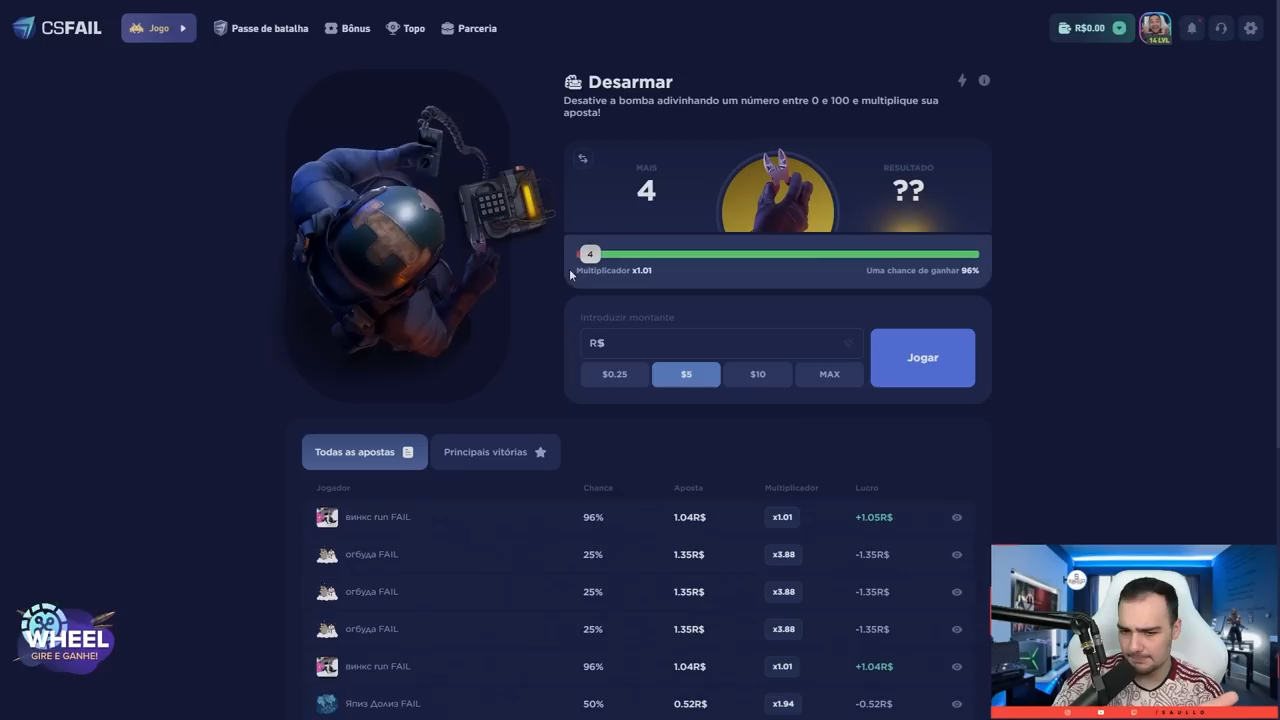 CSFAIL
Jogo
Passe de batalha
Bônus
Topo
Parceria
R$0.00
14 LVL
Desarmar
Desative a bomba adivinhando um número entre 0 e 100 e multiplique sua
aposta!
MAIS
4
RESULTADO
??
4
Multiplicador x1.01
Uma chance de ganhar 96%
Introduzir montante
R$
Jogar
$0.25
$5
$10
MAX
Todas as apostas
Principais vitórias
Jogador Chance Aposta Multiplicador Lucro
винкс run FAIL 96% 1.04R$ x1.01 +1.05R$
огбуда FAIL 25% 1.35R$ x3.88 -1.35R$
огбуда FAIL 25% 1.35R$ x3.88 -1.35R$
огбуда FAIL 25% 1.35R$ x3.88 -1.35R$
винкс run FAIL 96% 1.04R$ x1.01 +1.04R$
Япиз Долиз FAIL 50% 0.52R$ x1.94 -0.52R$
WHEEL
GIRE E GANHE!